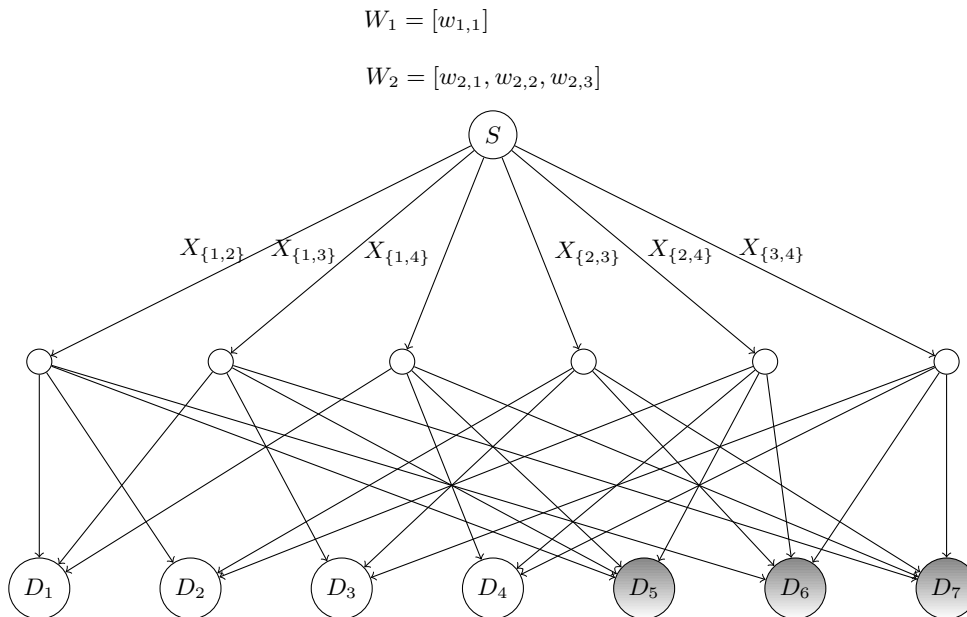 W_1 = [w_{1,1}]
W_2 = [w_{2,1}, w_{2,2}, w_{2,3}]
S
X_{\{1,2\}} X_{\{1,3\}} X_{\{1,4\}} X_{\{2,3\}} X_{\{2,4\}} X_{\{3,4\}}
D_1 D_2 D_3 D_4 D_5 D_6 D_7